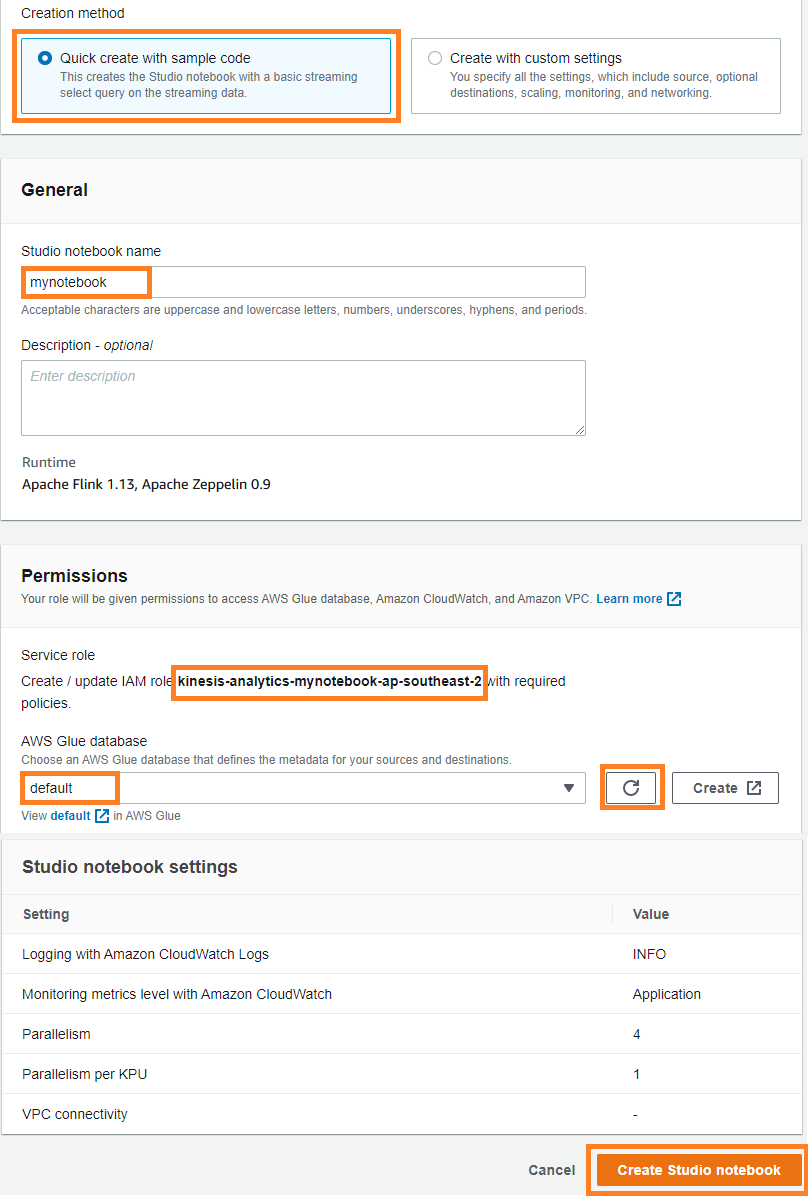 Creation method
Quick create with sample code
This creates the Studio notebook with a basic streaming
select query on the streaming data.
Create with custom settings
You specify all the settings, which include source, optional
destinations, scaling, monitoring, and networking.
General
Studio notebook name
mynotebook
Acceptable characters are uppercase and lowercase letters, numbers, underscores, hyphens, and periods.
Description - optional
Enter description
Runtime
Apache Flink 1.13, Apache Zeppelin 0.9
Permissions
Your role will be given permissions to access AWS Glue database, Amazon CloudWatch, and Amazon VPC. Learn more
Service role
Create / update IAM role kinesis-analytics-mynotebook-ap-southeast-2 with required
policies.
AWS Glue database
Choose an AWS Glue database that defines the metadata for your sources and destinations.
default
Create
View default in AWS Glue
Studio notebook settings
Setting Value
Logging with Amazon CloudWatch Logs INFO
Monitoring metrics level with Amazon CloudWatch Application
Parallelism 4
Parallelism per KPU 1
VPC connectivity -
Cancel Create Studio notebook